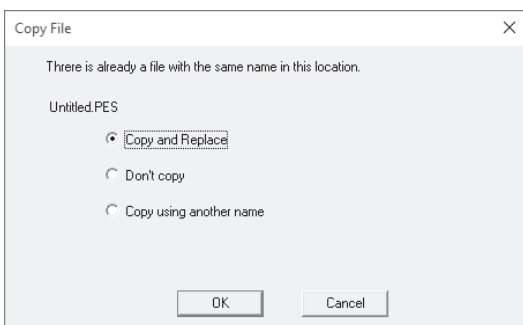 Copy File
Threre is already a file with the same name in this location.
Untitled.PES
Copy and Replace
Don't copy
Copy using another name
OK Cancel